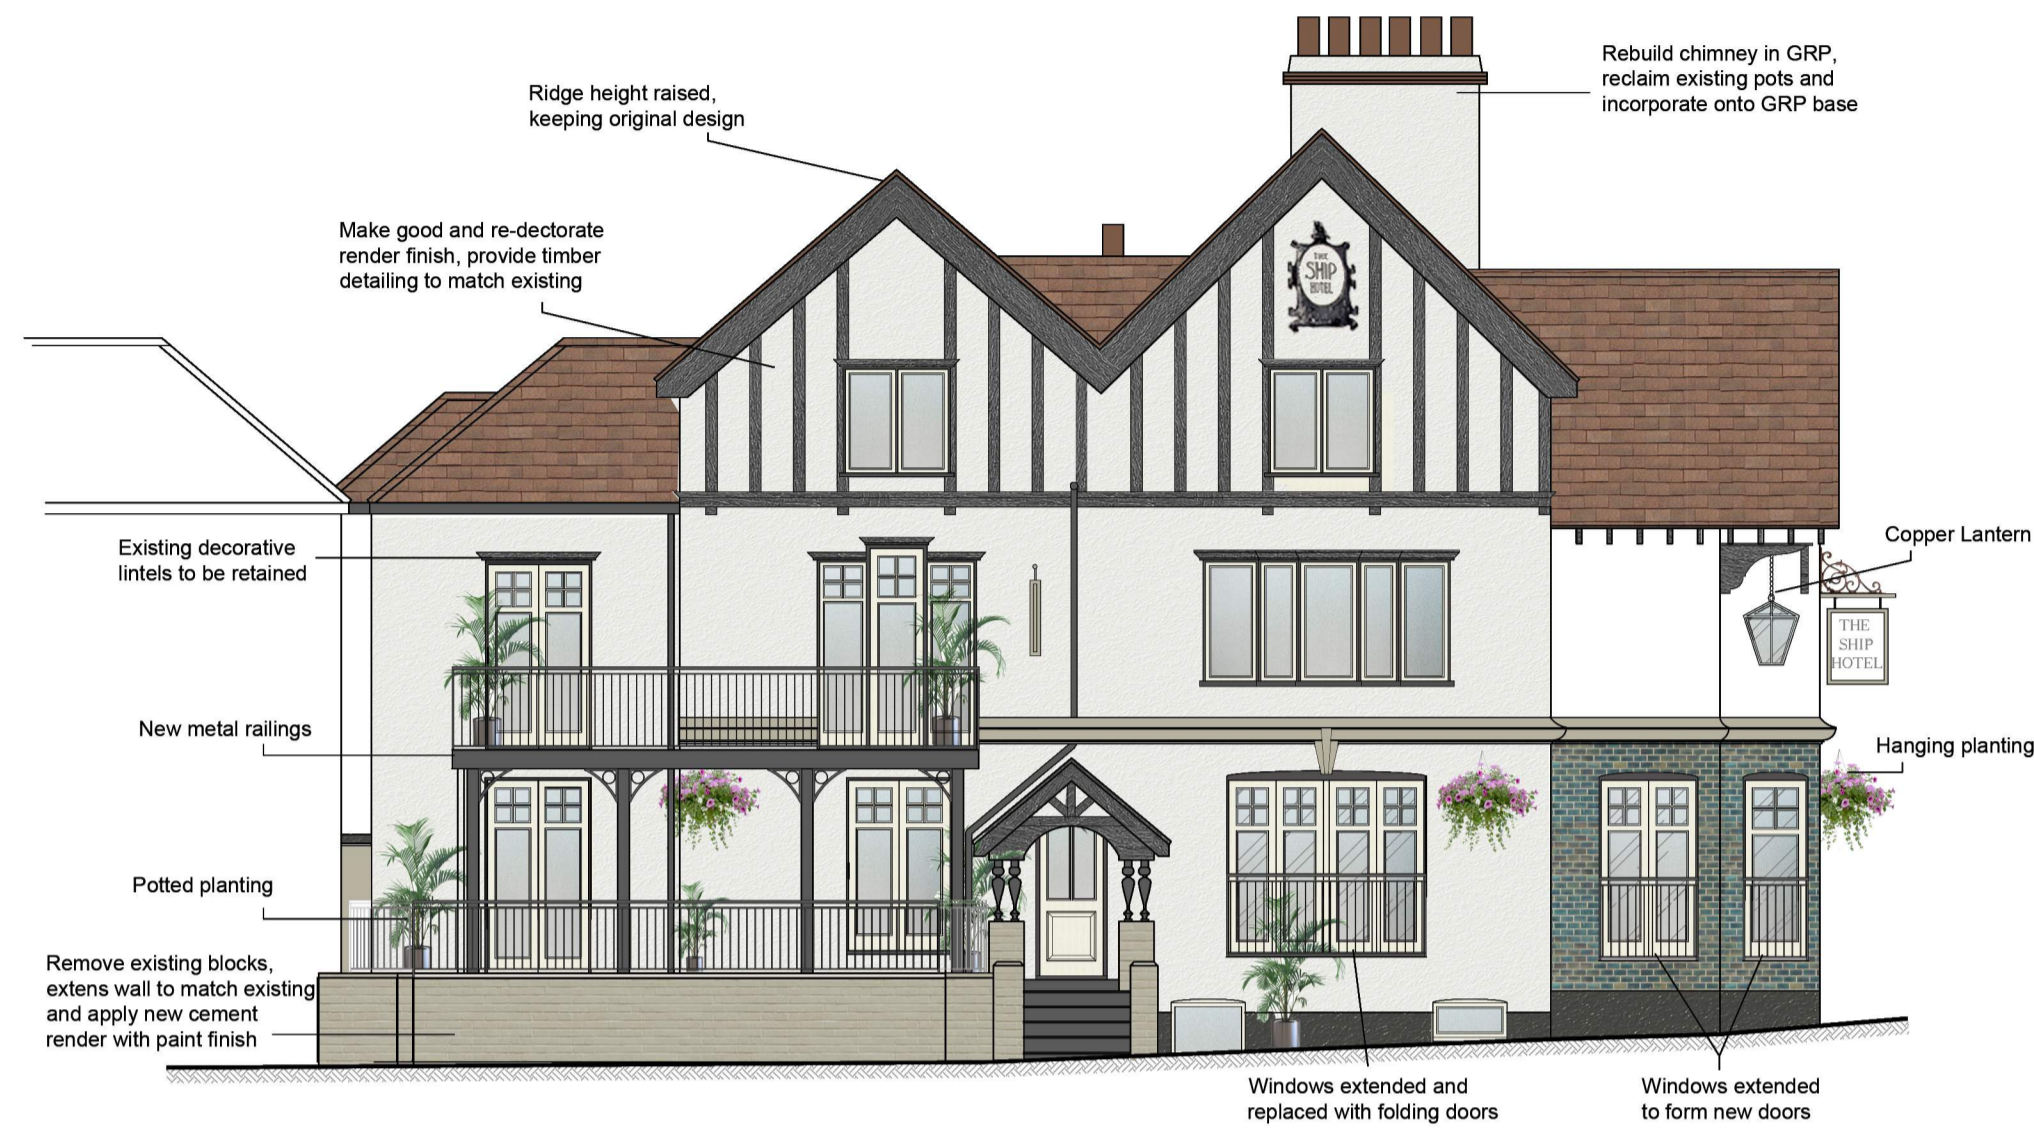 Rebuild chimney in GRP,
reclaim existing pots and
incorporate onto GRP base
Ridge height raised,
keeping original design
Make good and re-dectorate
render finish, provide timber
detailing to match existing
THE
SHIP
HOTEL
Existing decorative
lintels to be retained
Copper Lantern
THE
SHIP
HOTEL
New metal railings
Hanging planting
Potted planting
Remove existing blocks,
extens wall to match existing
and apply new cement
render with paint finish
Windows extended and
replaced with folding doors
Windows extended
to form new doors